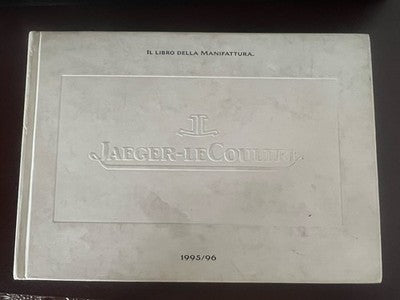 IL LIBRO DELLA MANIFATTURA.
JAEGER-LECOULTRE
1995/96